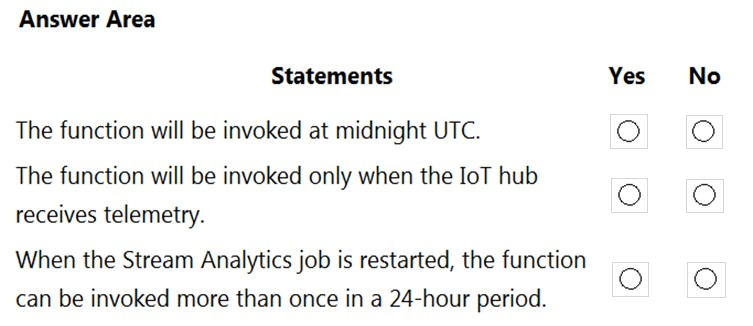 Answer Area
Statements Yes No
The function will be invoked at midnight UTC.
The function will be invoked only when the IoT hub
receives telemetry.
When the Stream Analytics job is restarted, the function
can be invoked more than once in a 24-hour period.